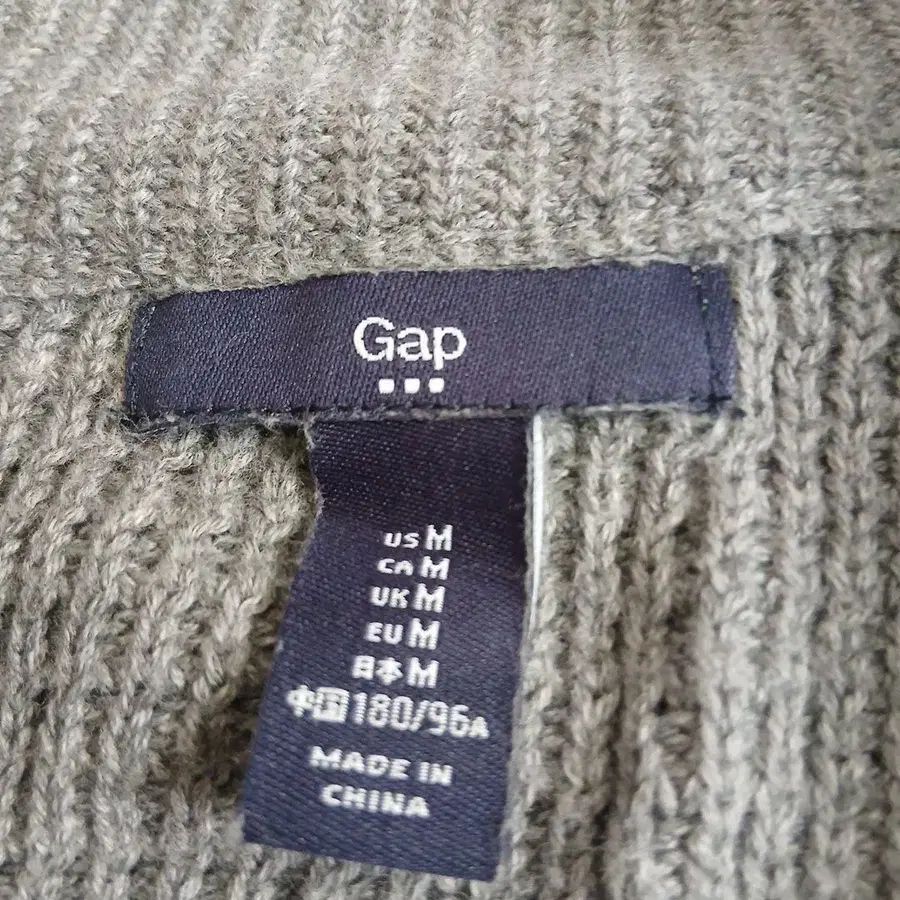 Gap
US M
CA M
UK M
EU M
日本 M
中国 180/96A
MADE IN
CHINA